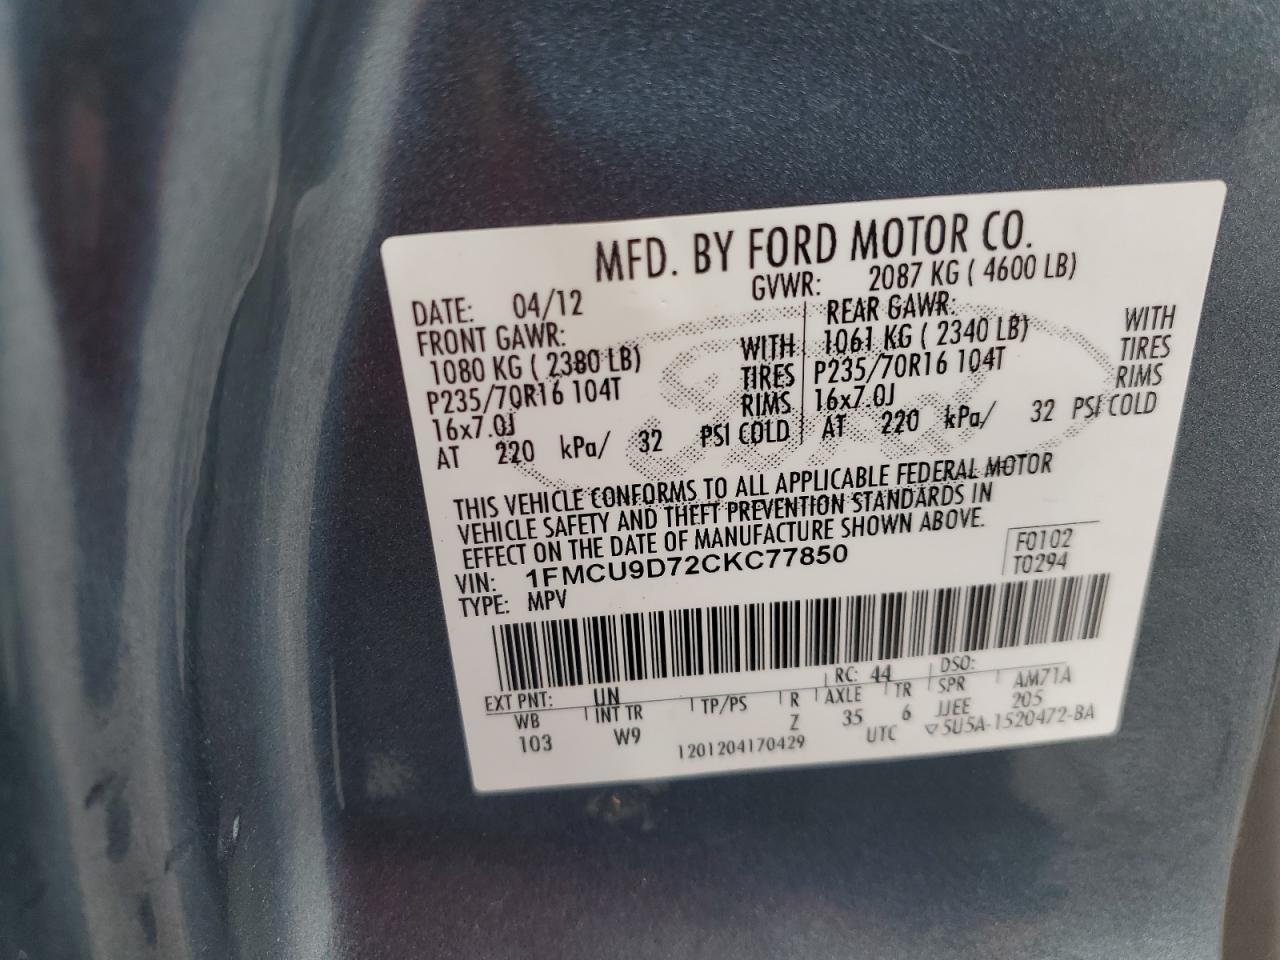 MFD. BY FORD MOTOR CO.
DATE: 04/12 GVWR: 2087 KG ( 4600 LB)
FRONT GAWR: REAR GAWR:
1080 KG ( 2380 LB) WITH 1061 KG ( 2340 LB) WITH
P235/70R16 104T TIRES P235/70R16 104T TIRES
16x7.0J RIMS 16x7.0J RIMS
AT 220 kPa/ 32 PSI COLD AT 220 kPa/ 32 PSI COLD
THIS VEHICLE CONFORMS TO ALL APPLICABLE FEDERAL MOTOR
VEHICLE SAFETY AND THEFT PREVENTION STANDARDS IN
EFFECT ON THE DATE OF MANUFACTURE SHOWN ABOVE.
VIN: 1FMCU9D72CKC77850 F0102
TYPE: MPV T0294
EXT PNT: UN RC: 44 DSO:
WB INT TR TP/PS R AXLE TR SPR AM71A
103 W9 Z 35 6 JJEE 205
1201204170429 UTC ▽5U5A-1520472-BA